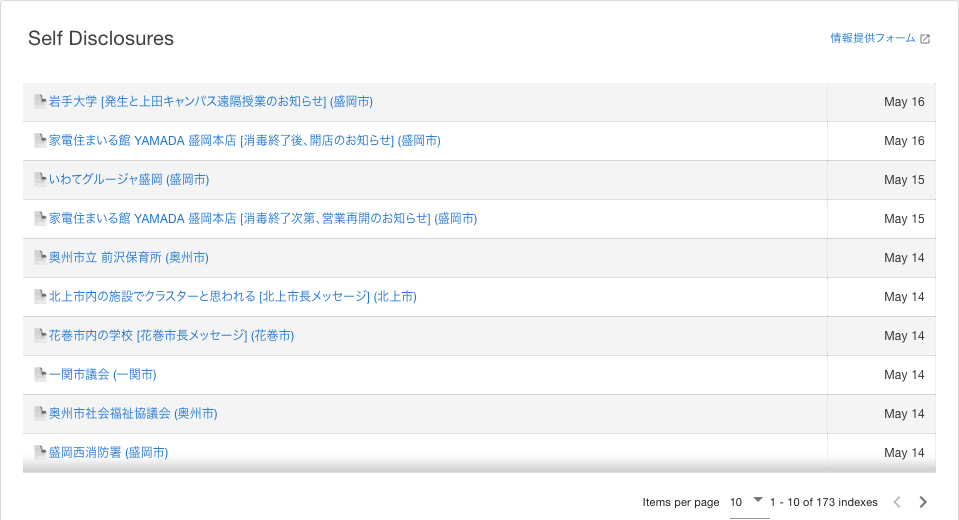 Self Disclosures
情報提供フォーム
岩手大学 [発生と上田キャンパス遠隔授業のお知らせ] (盛岡市) May 16
家電住まいる館 YAMADA 盛岡本店 [消毒終了後、開店のお知らせ] (盛岡市) May 16
いわてグルージャ盛岡 (盛岡市) May 15
家電住まいる館 YAMADA 盛岡本店 [消毒終了次第、営業再開のお知らせ] (盛岡市) May 15
奥州市立 前沢保育所 (奥州市) May 14
北上市内の施設でクラスターと思われる [北上市長メッセージ] (北上市) May 14
花巻市内の学校 [花巻市長メッセージ] (花巻市) May 14
一関市議会 (一関市) May 14
奥州市社会福祉協議会 (奥州市) May 14
盛岡西消防署 (盛岡市) May 14
Items per page 10 1 - 10 of 173 indexes